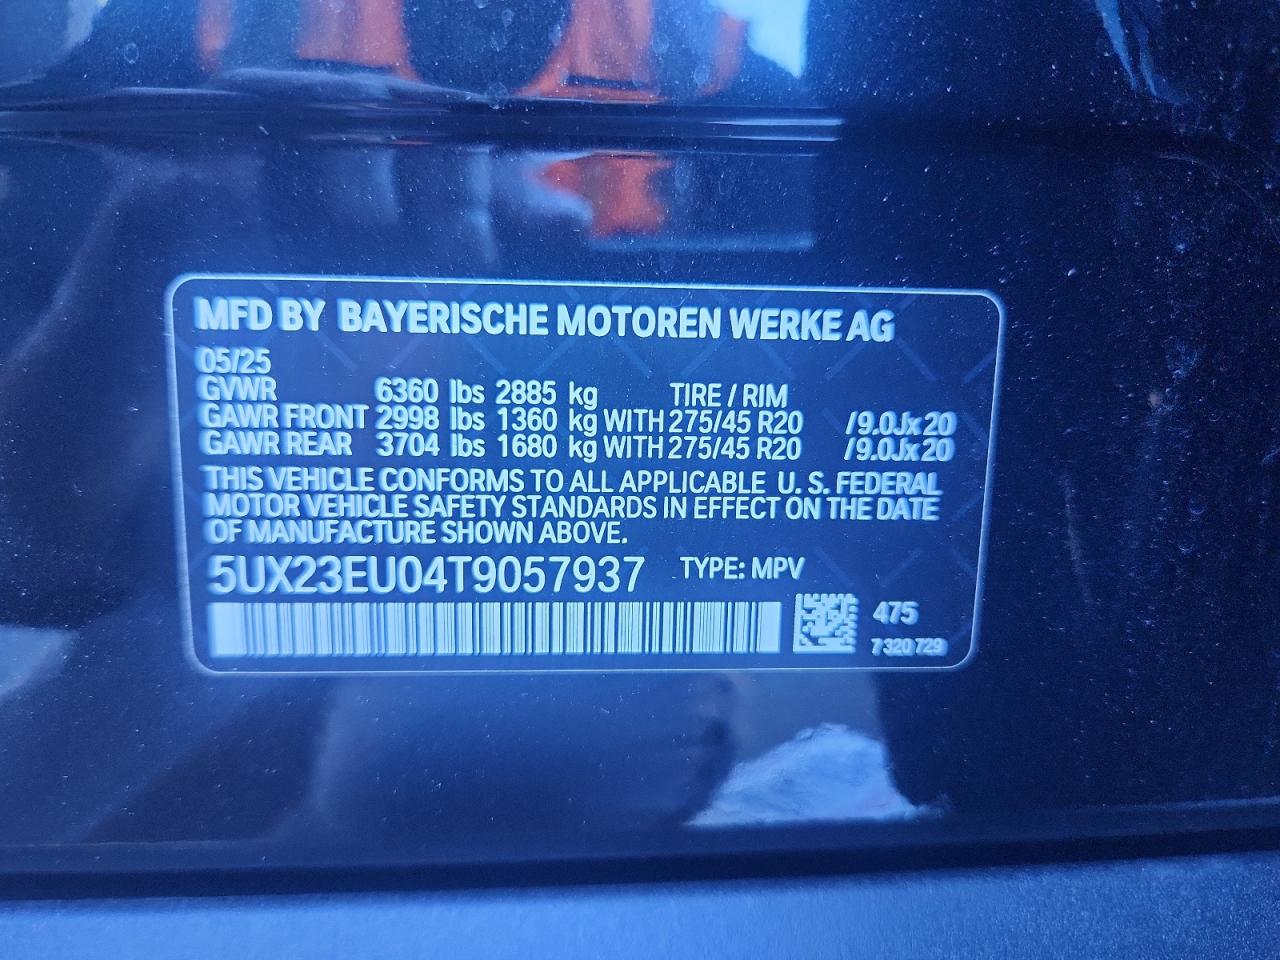 MFD BY BAYERISCHE MOTOREN WERKE AG
05/25
GVWR 6360 lbs 2885 kg TIRE / RIM
GAWR FRONT 2998 lbs 1360 kg WITH 275/45 R20 /9.0Jx20
GAWR REAR 3704 lbs 1680 kg WITH 275/45 R20 /9.0Jx20
THIS VEHICLE CONFORMS TO ALL APPLICABLE U. S. FEDERAL
MOTOR VEHICLE SAFETY STANDARDS IN EFFECT ON THE DATE
OF MANUFACTURE SHOWN ABOVE.
5UX23EU04T9057937 TYPE: MPV
475
7 320 729